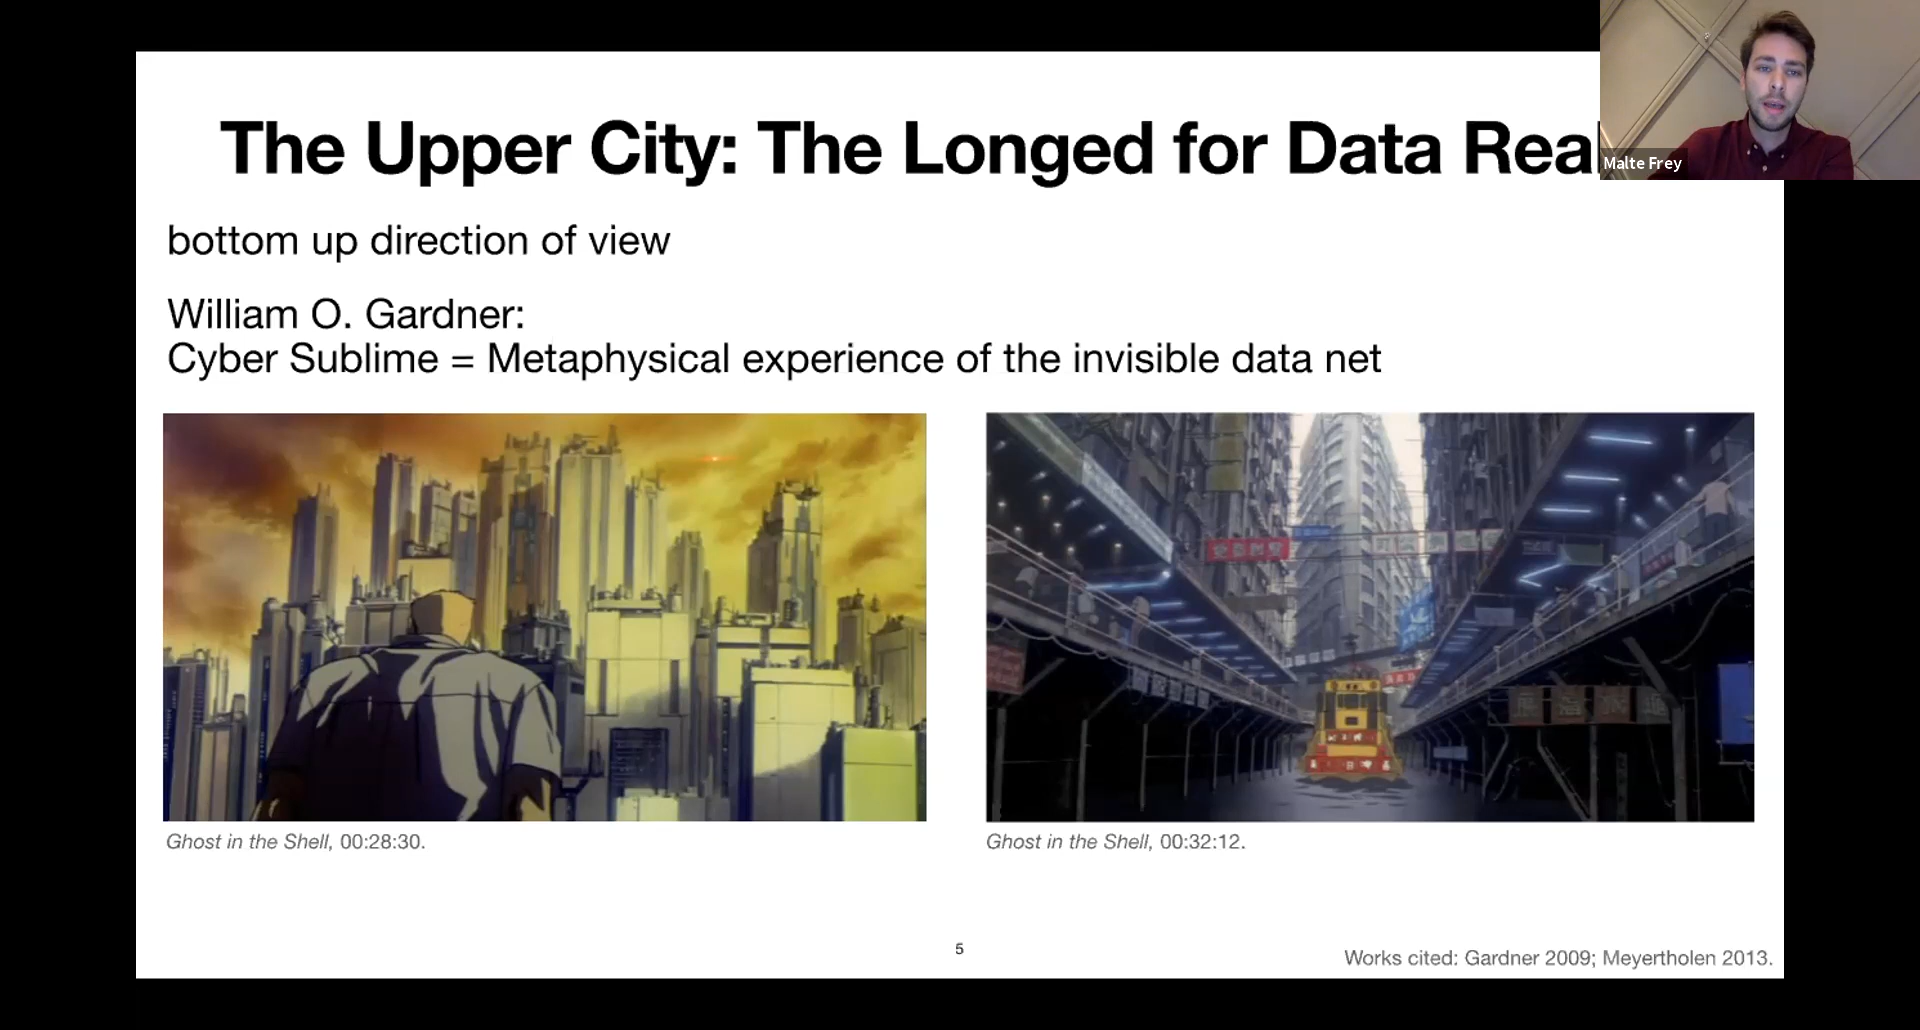 The Upper City: The Longed for Data Real
Malte Frey
bottom up direction of view
William O. Gardner:
Cyber Sublime = Metaphysical experience of the invisible data net
Ghost in the Shell, 00:28:30.
Ghost in the Shell, 00:32:12.
5
Works cited: Gardner 2009; Meyertholen 2013.